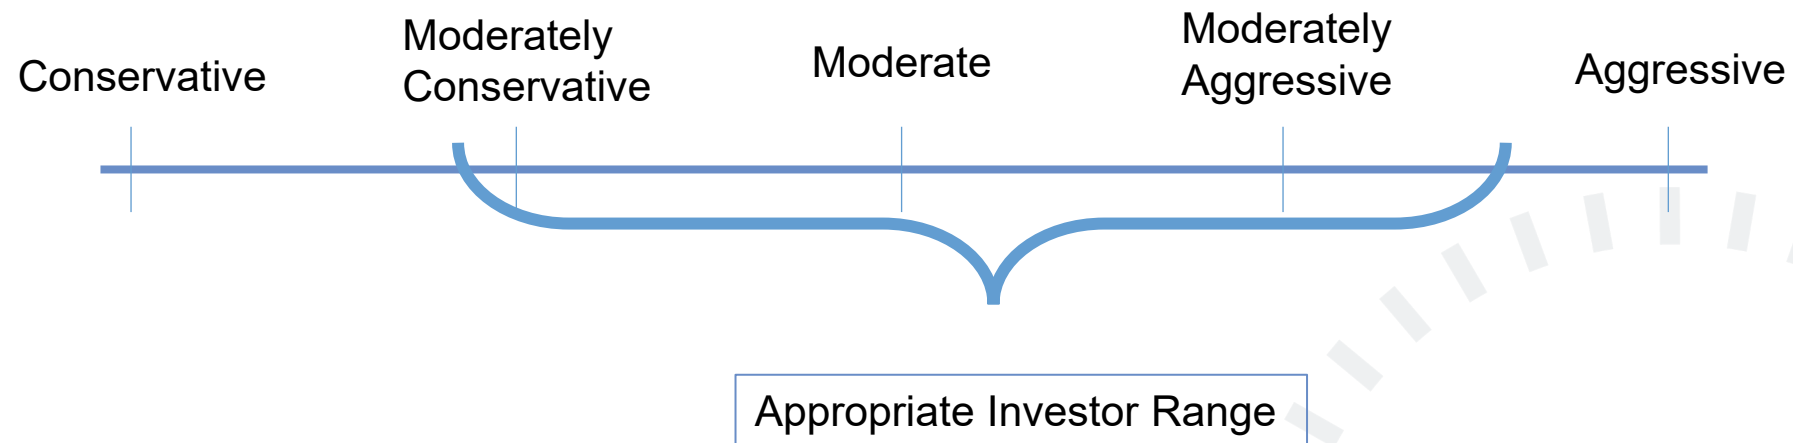 Conservative
Moderately
Conservative
Moderate
Moderately
Aggressive
Aggressive
Appropriate Investor Range